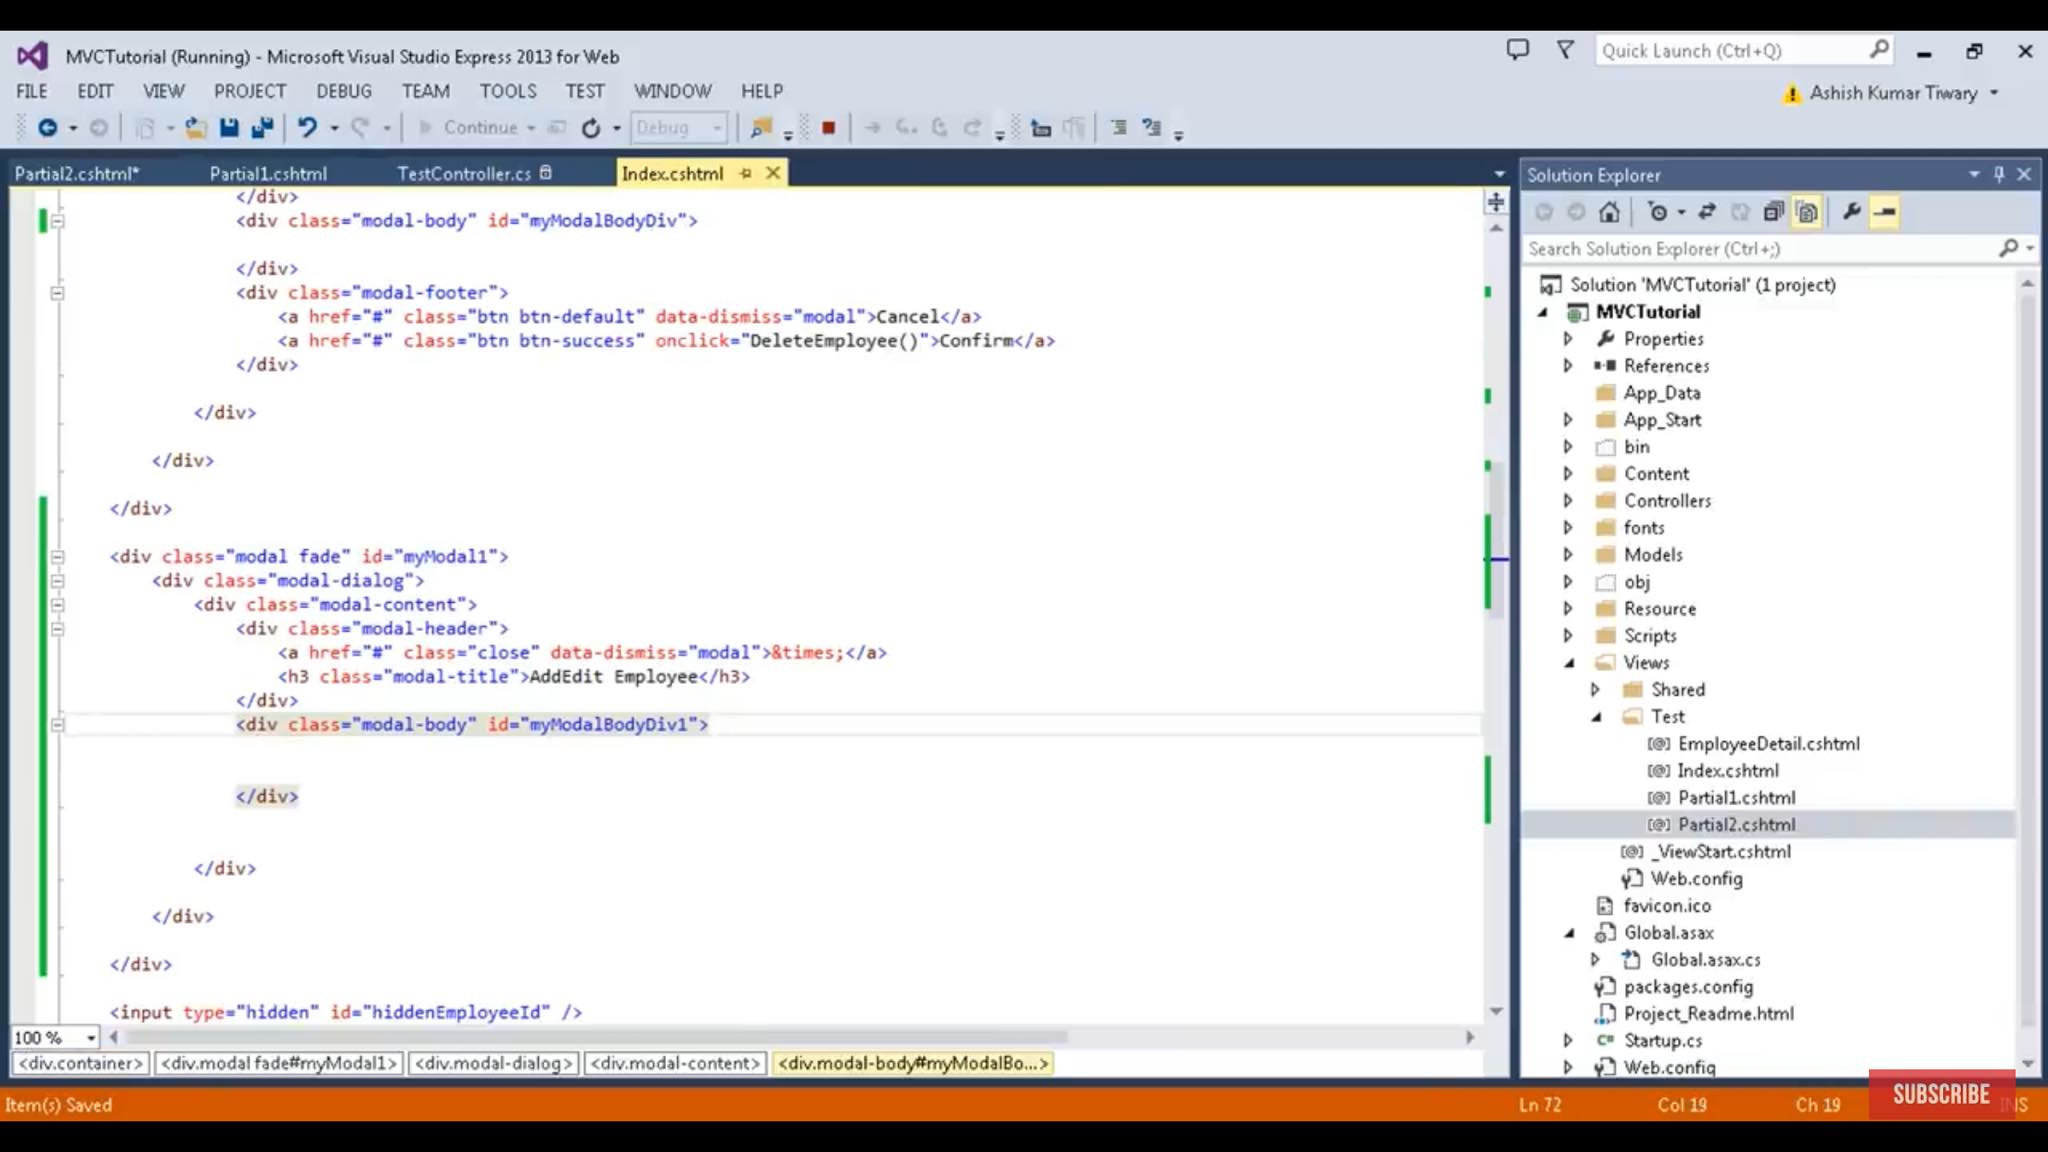 MVCTutorial (Running) - Microsoft Visual Studio Express 2013 for Web
Quick Launch (Ctrl+Q)
FILE EDIT VIEW PROJECT DEBUG TEAM TOOLS TEST WINDOW HELP
Ashish Kumar Tiwary
Continue
Debug
Partial2.cshtml* Partial1.cshtml TestController.cs Index.cshtml
</div>
<div class="modal-body" id="myModalBodyDiv">
</div>
<div class="modal-footer">
<a href="#" class="btn btn-default" data-dismiss="modal">Cancel</a>
<a href="#" class="btn btn-success" onclick="DeleteEmployee()">Confirm</a>
</div>
</div>
</div>
</div>
<div class="modal fade" id="myModal1">
<div class="modal-dialog">
<div class="modal-content">
<div class="modal-header">
<a href="#" class="close" data-dismiss="modal">&times;</a>
<h3 class="modal-title">AddEdit Employee</h3>
</div>
<div class="modal-body" id="myModalBodyDiv1">
</div>
</div>
</div>
</div>
<input type="hidden" id="hiddenEmployeeId" />
100 %
<div.container> <div.modal fade#myModal1> <div.modal-dialog> <div.modal-content> <div.modal-body#myModalBo...>
Solution Explorer
Search Solution Explorer (Ctrl+;)
Solution 'MVCTutorial' (1 project)
MVCTutorial
Properties
References
App_Data
App_Start
bin
Content
Controllers
fonts
Models
obj
Resource
Scripts
Views
Shared
Test
EmployeeDetail.cshtml
Index.cshtml
Partial1.cshtml
Partial2.cshtml
_ViewStart.cshtml
Web.config
favicon.ico
Global.asax
Global.asax.cs
packages.config
Project_Readme.html
Startup.cs
Web.config
Item(s) Saved
Ln 72 Col 19 Ch 19 INS
SUBSCRIBE